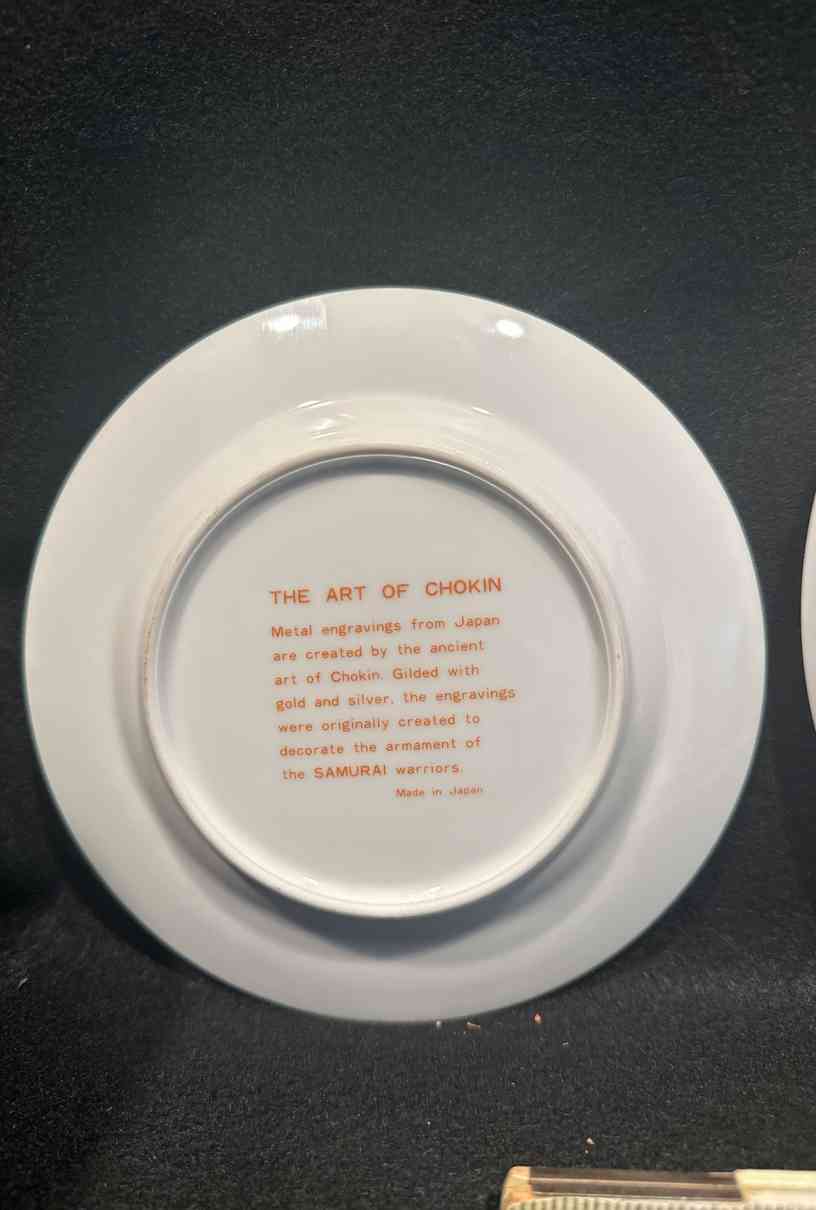 THE ART OF CHOKIN
Metal engravings from Japan
are created by the ancient
art of Chokin. Gilded with
gold and silver, the engravings
were originally created to
decorate the armament of
the SAMURAI warriors.
Made in Japan